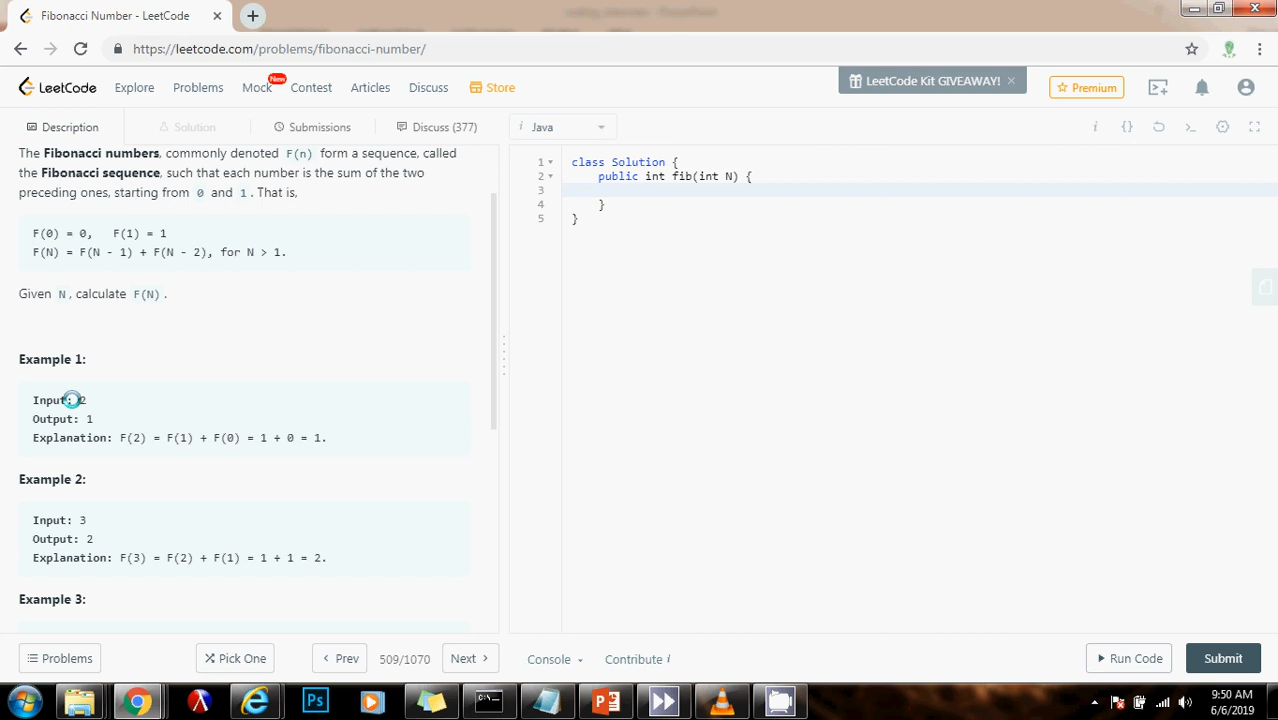 Fibonacci Number - LeetCode
https://leetcode.com/problems/fibonacci-number/
LeetCode Explore Problems Mock New Contest Articles Discuss Store LeetCode Kit GIVEAWAY! Premium
Description Solution Submissions Discuss (377) i Java
The Fibonacci numbers, commonly denoted F(n) form a sequence, called
the Fibonacci sequence, such that each number is the sum of the two
preceding ones, starting from 0 and 1. That is,
F(0) = 0,   F(1) = 1
F(N) = F(N - 1) + F(N - 2), for N > 1.
Given N, calculate F(N).
Example 1:
Input: 2
Output: 1
Explanation: F(2) = F(1) + F(0) = 1 + 0 = 1.
Example 2:
Input: 3
Output: 2
Explanation: F(3) = F(2) + F(1) = 1 + 1 = 2.
Example 3:
1 class Solution {
2 public int fib(int N) {
3
4 }
5 }
Problems Pick One Prev 509/1070 Next Console Contribute i Run Code Submit
Ps
9:50 AM
6/6/2019